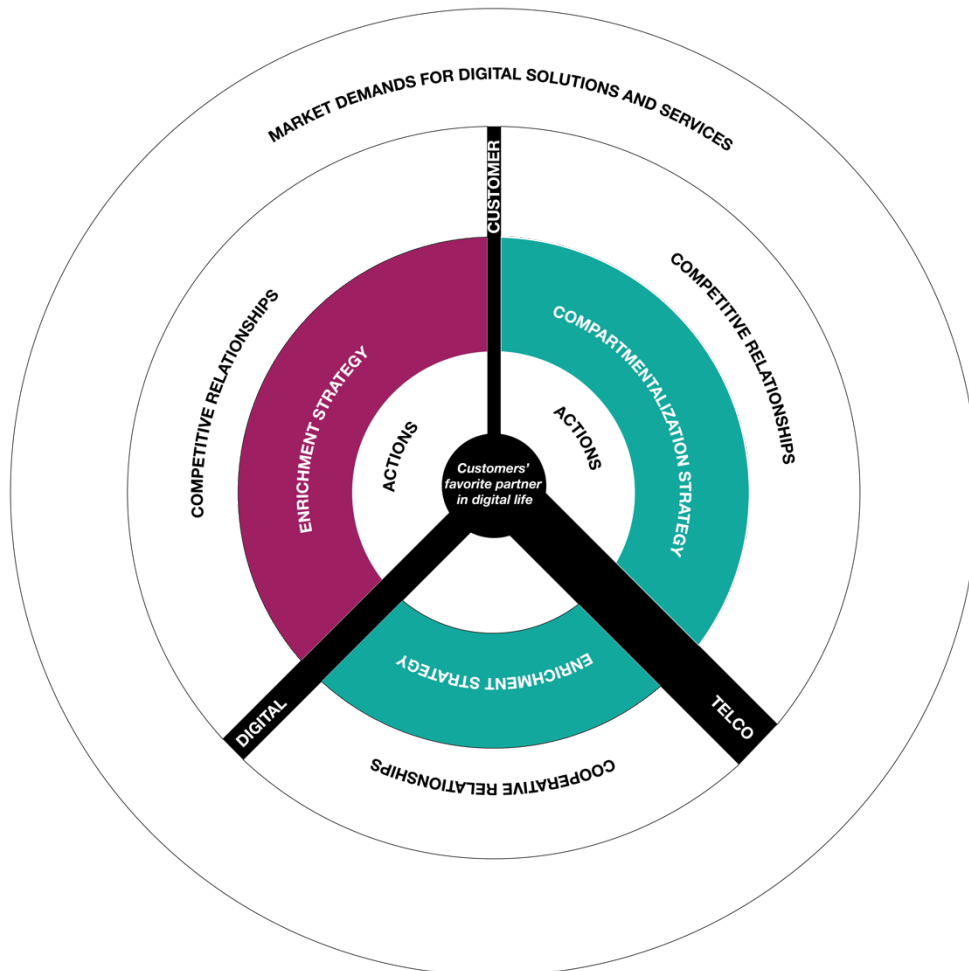 MARKET DEMANDS FOR DIGITAL SOLUTIONS AND SERVICES
CUSTOMER
COMPETITIVE RELATIONSHIPS
COMPETITIVE RELATIONSHIPS
ENRICHMENT STRATEGY
COMPARTMENTALIZATION STRATEGY
ACTIONS
ACTIONS
Customers’
favorite partner
in digital life
ENRICHMENT STRATEGY
DIGITAL
TELCO
COOPERATIVE RELATIONSHIPS